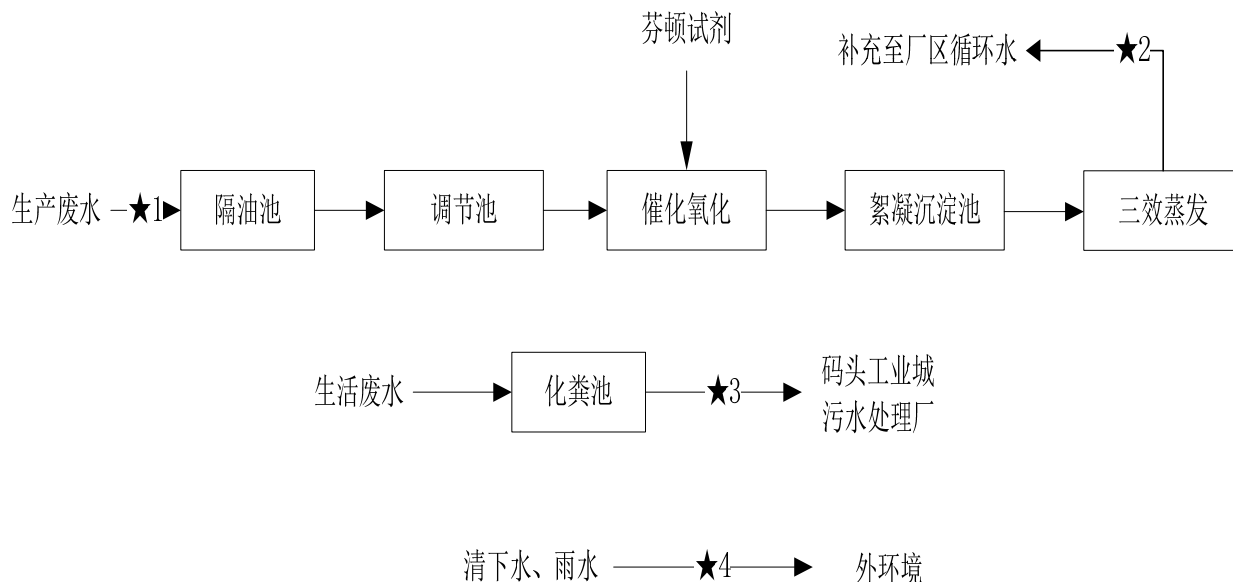 芬顿试剂
补充至厂区循环水
★2
生产废水
★1
隔油池
调节池
催化氧化
絮凝沉淀池
三效蒸发
生活废水
化粪池
★3
码头工业城
污水处理厂
清下水、雨水
★4
外环境